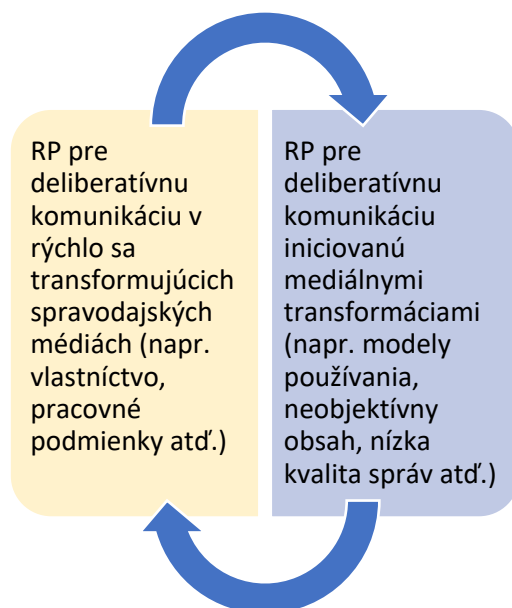 RP pre
deliberatívnu
komunikáciu v
rýchlo sa
transformujúcich
spravodajských
médiách (napr.
vlastníctvo,
pracovné
podmienky atď.)
RP pre
deliberatívnu
komunikáciu
iniciovanú
mediálnymi
transformáciami
(napr. modely
používania,
neobjektívny
obsah, nízka
kvalita správ atď.)